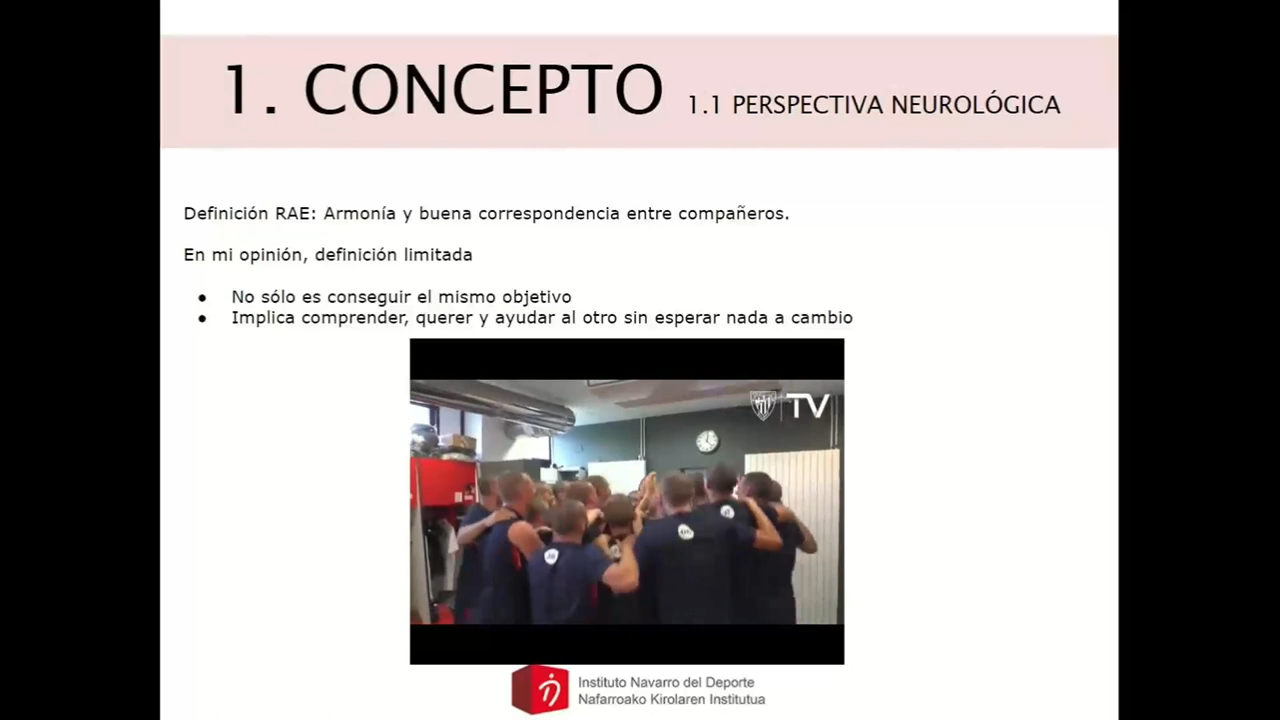 1. CONCEPTO 1.1 PERSPECTIVA NEUROLÓGICA
Definición RAE: Armonía y buena correspondencia entre compañeros.
En mi opinión, definición limitada
● No sólo es conseguir el mismo objetivo
● Implica comprender, querer y ayudar al otro sin esperar nada a cambio
TV
Instituto Navarro del Deporte
Nafarroako Kirolaren Institutua